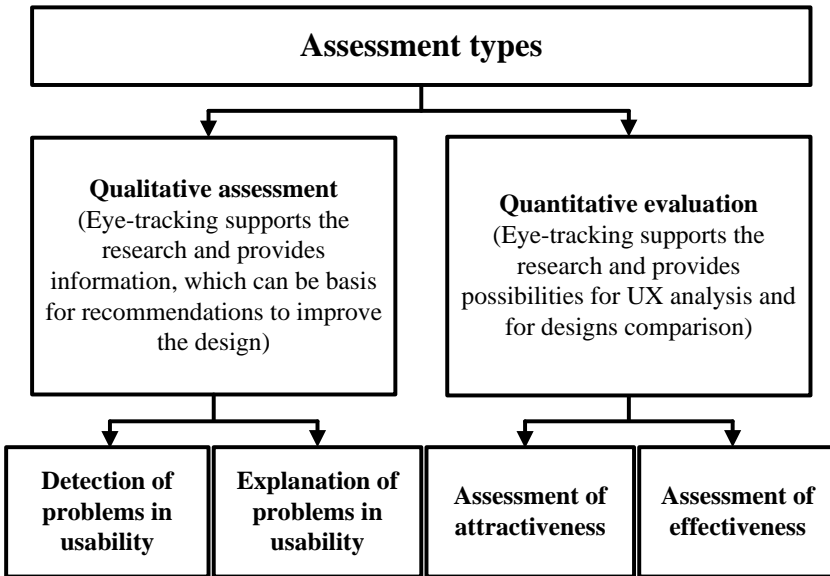 Assessment types
Qualitative assessment
(Eye-tracking supports the
research and provides
information, which can be basis
for recommendations to improve
the design)
Quantitative evaluation
(Eye-tracking supports the
research and provides
possibilities for UX analysis and
for designs comparison)
Detection of
problems in
usability
Explanation of
problems in
usability
Assessment of
attractiveness
Assessment of
effectiveness